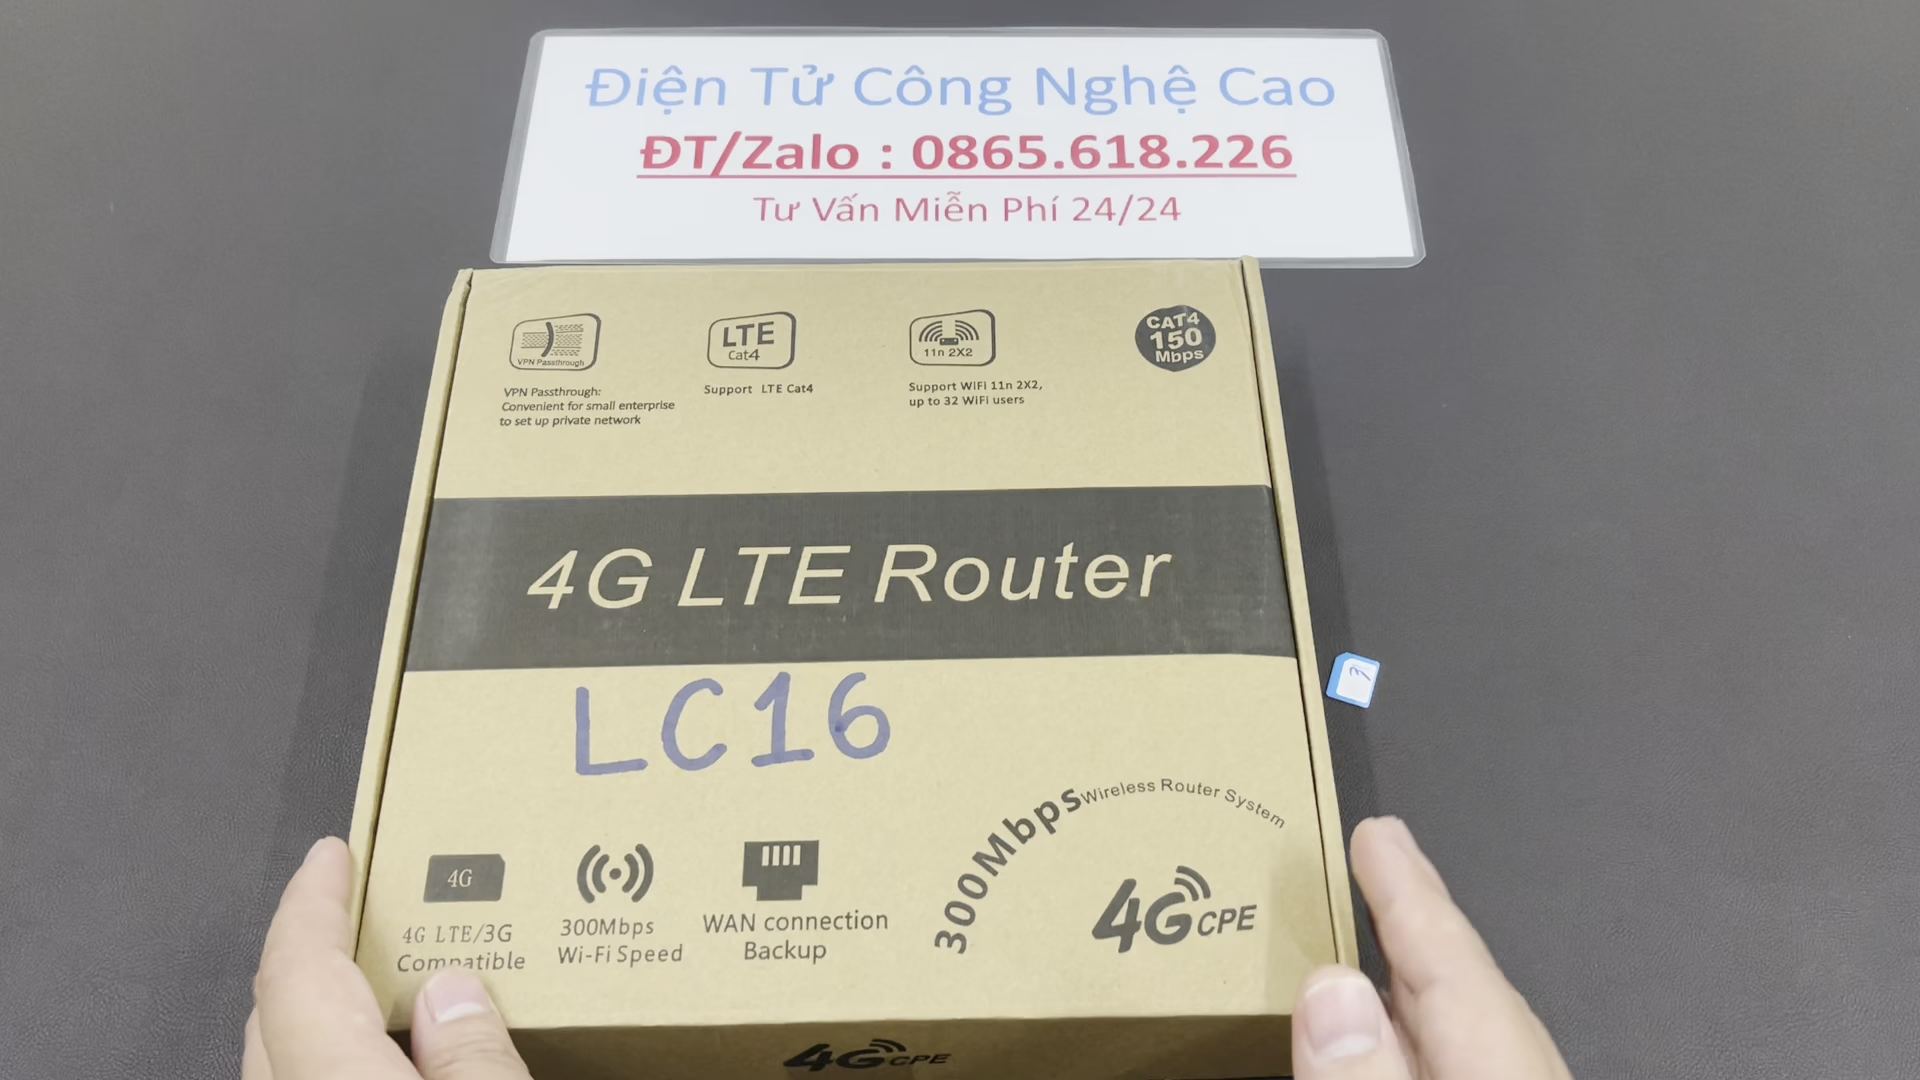 Điện Tử Công Nghệ Cao
ĐT/Zalo : 0865.618.226
Tư Vấn Miễn Phí 24/24
VPN Passthrough
VPN Passthrough:
Convenient for small enterprise
to set up private network
LTE
Cat4
Support LTE Cat4
11n 2X2
Support WiFi 11n 2X2,
up to 32 WiFi users
CAT4
150
Mbps
4G LTE Router
LC16
4G
4G LTE/3G
Compatible
300Mbps
Wi-Fi Speed
WAN connection
Backup
300Mbps Wireless Router System
4G CPE
4G CPE